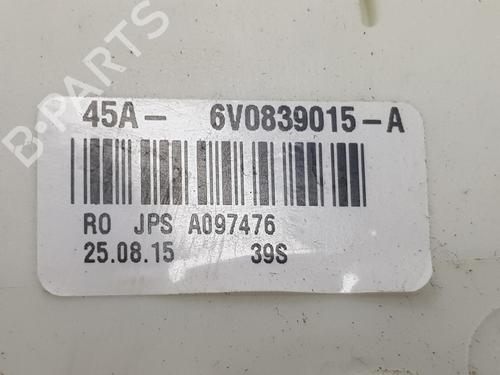 B-PARTS
45A- 6V0839015-A
RO JPS A097476
25.08.15 39S